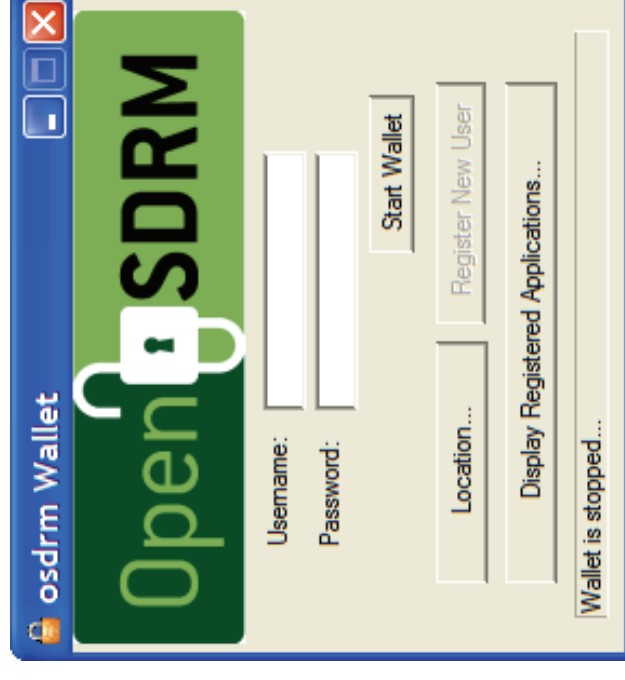 osdrm Wallet
OpenSDRM
Username:
Password:
Start Wallet
Location...
Register New User
Display Registered Applications...
Wallet is stopped...